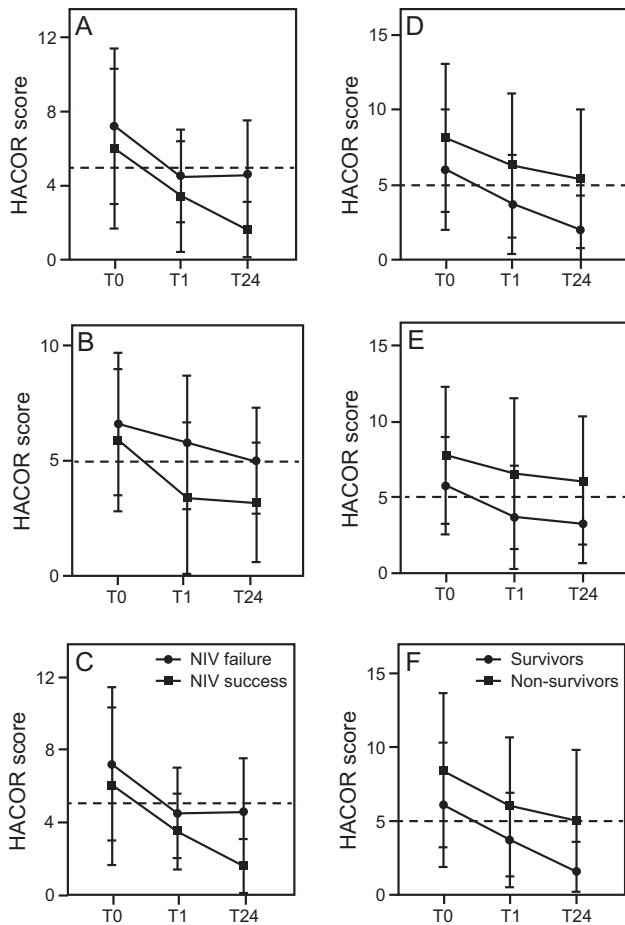 A
HACOR score
12
8
4
0
T0 T1 T24
D
HACOR score
15
10
5
0
T0 T1 T24
B
HACOR score
10
5
0
T0 T1 T24
E
HACOR score
15
10
5
0
T0 T1 T24
C
NIV failure
NIV success
HACOR score
12
8
4
0
T0 T1 T24
F
Survivors
Non-survivors
HACOR score
15
10
5
0
T0 T1 T24